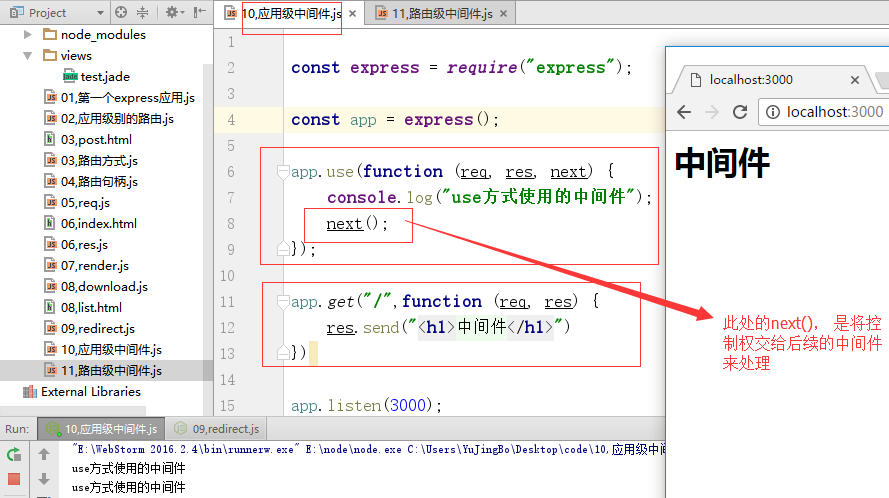 Project
10,应用级中间件.js
11,路由级中间件.js
node_modules
views
test.jade
01,第一个express应用.js
02,应用级别的路由.js
03,post.html
03,路由方式.js
04,路由句柄.js
05,req.js
06,index.html
06,res.js
07,render.js
08,download.js
08,list.html
09,redirect.js
10,应用级中间件.js
11,路由级中间件.js
External Libraries
1
2 const express = require("express");
3
4 const app = express();
5
6 app.use(function (req, res, next) {
7 console.log("use方式使用的中间件");
8 next();
9 });
10
11 app.get("/",function (req, res) {
12 res.send("<h1>中间件</h1>")
13 })
14
15 app.listen(3000);
localhost:3000
localhost:3000
中间件
此处的next(), 是将控
制权交给后续的中间件
来处理
Run:
10,应用级中间件.js
09,redirect.js
"E:\WebStorm 2016.2.4\bin\runnerw.exe" E:\node\node.exe C:\Users\YuJingBo\Desktop\code\10,应用级中间
use方式使用的中间件
use方式使用的中间件